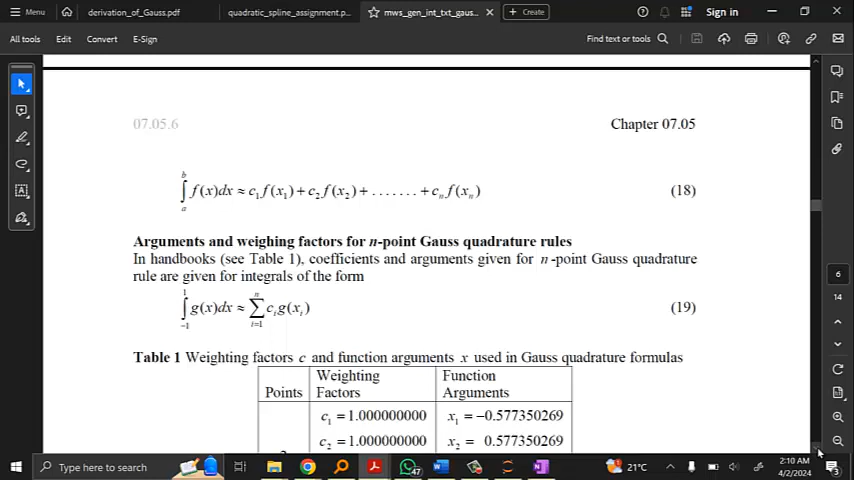 Menu derivation_of_Gauss.pdf quadratic_spline_assignment.p... mws_gen_int_txt_gaus... × + Create Sign in
All tools Edit Convert E-Sign Find text or tools
07.05.6 Chapter 07.05
∫_a^b f(x)dx ≈ c₁f(x₁) + c₂f(x₂) + ....... + cₙf(xₙ) (18)
Arguments and weighing factors for n-point Gauss quadrature rules
In handbooks (see Table 1), coefficients and arguments given for n-point Gauss quadrature
rule are given for integrals of the form
∫_{-1}^1 g(x)dx ≈ ∑_{i=1}^n cᵢg(xᵢ) (19)
Table 1 Weighting factors c and function arguments x used in Gauss quadrature formulas
Points Weighting Factors Function Arguments
c₁ = 1.000000000 x₁ = −0.577350269
c₂ = 1.000000000 x₂ = 0.577350269
6
14
Type here to search 47 21°C 2:10 AM
4/2/2024 3